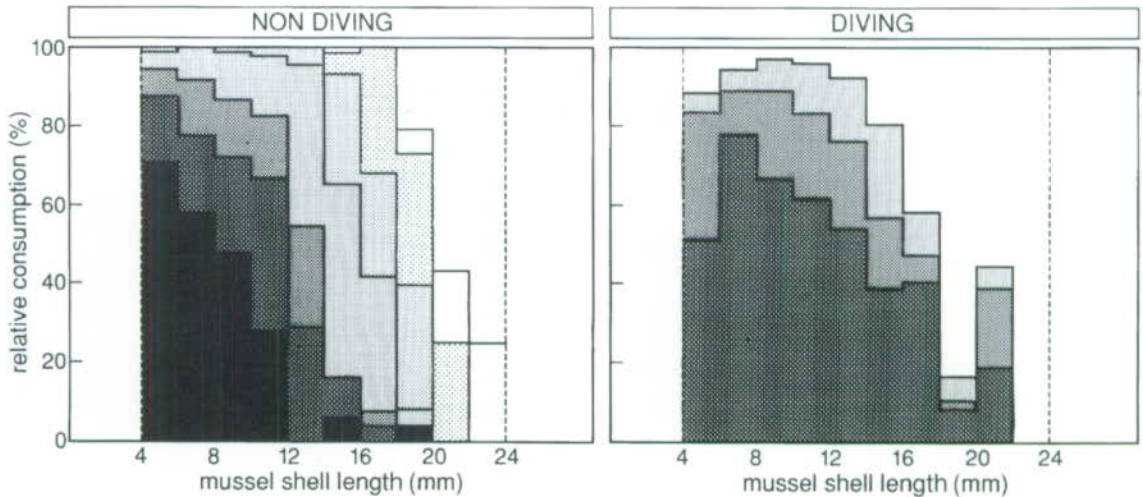 NON DIVING
DIVING
relative consumption (%)
100
80
60
40
20
0
4 8 12 16 20 24
mussel shell length (mm)
4 8 12 16 20 24
mussel shell length (mm)